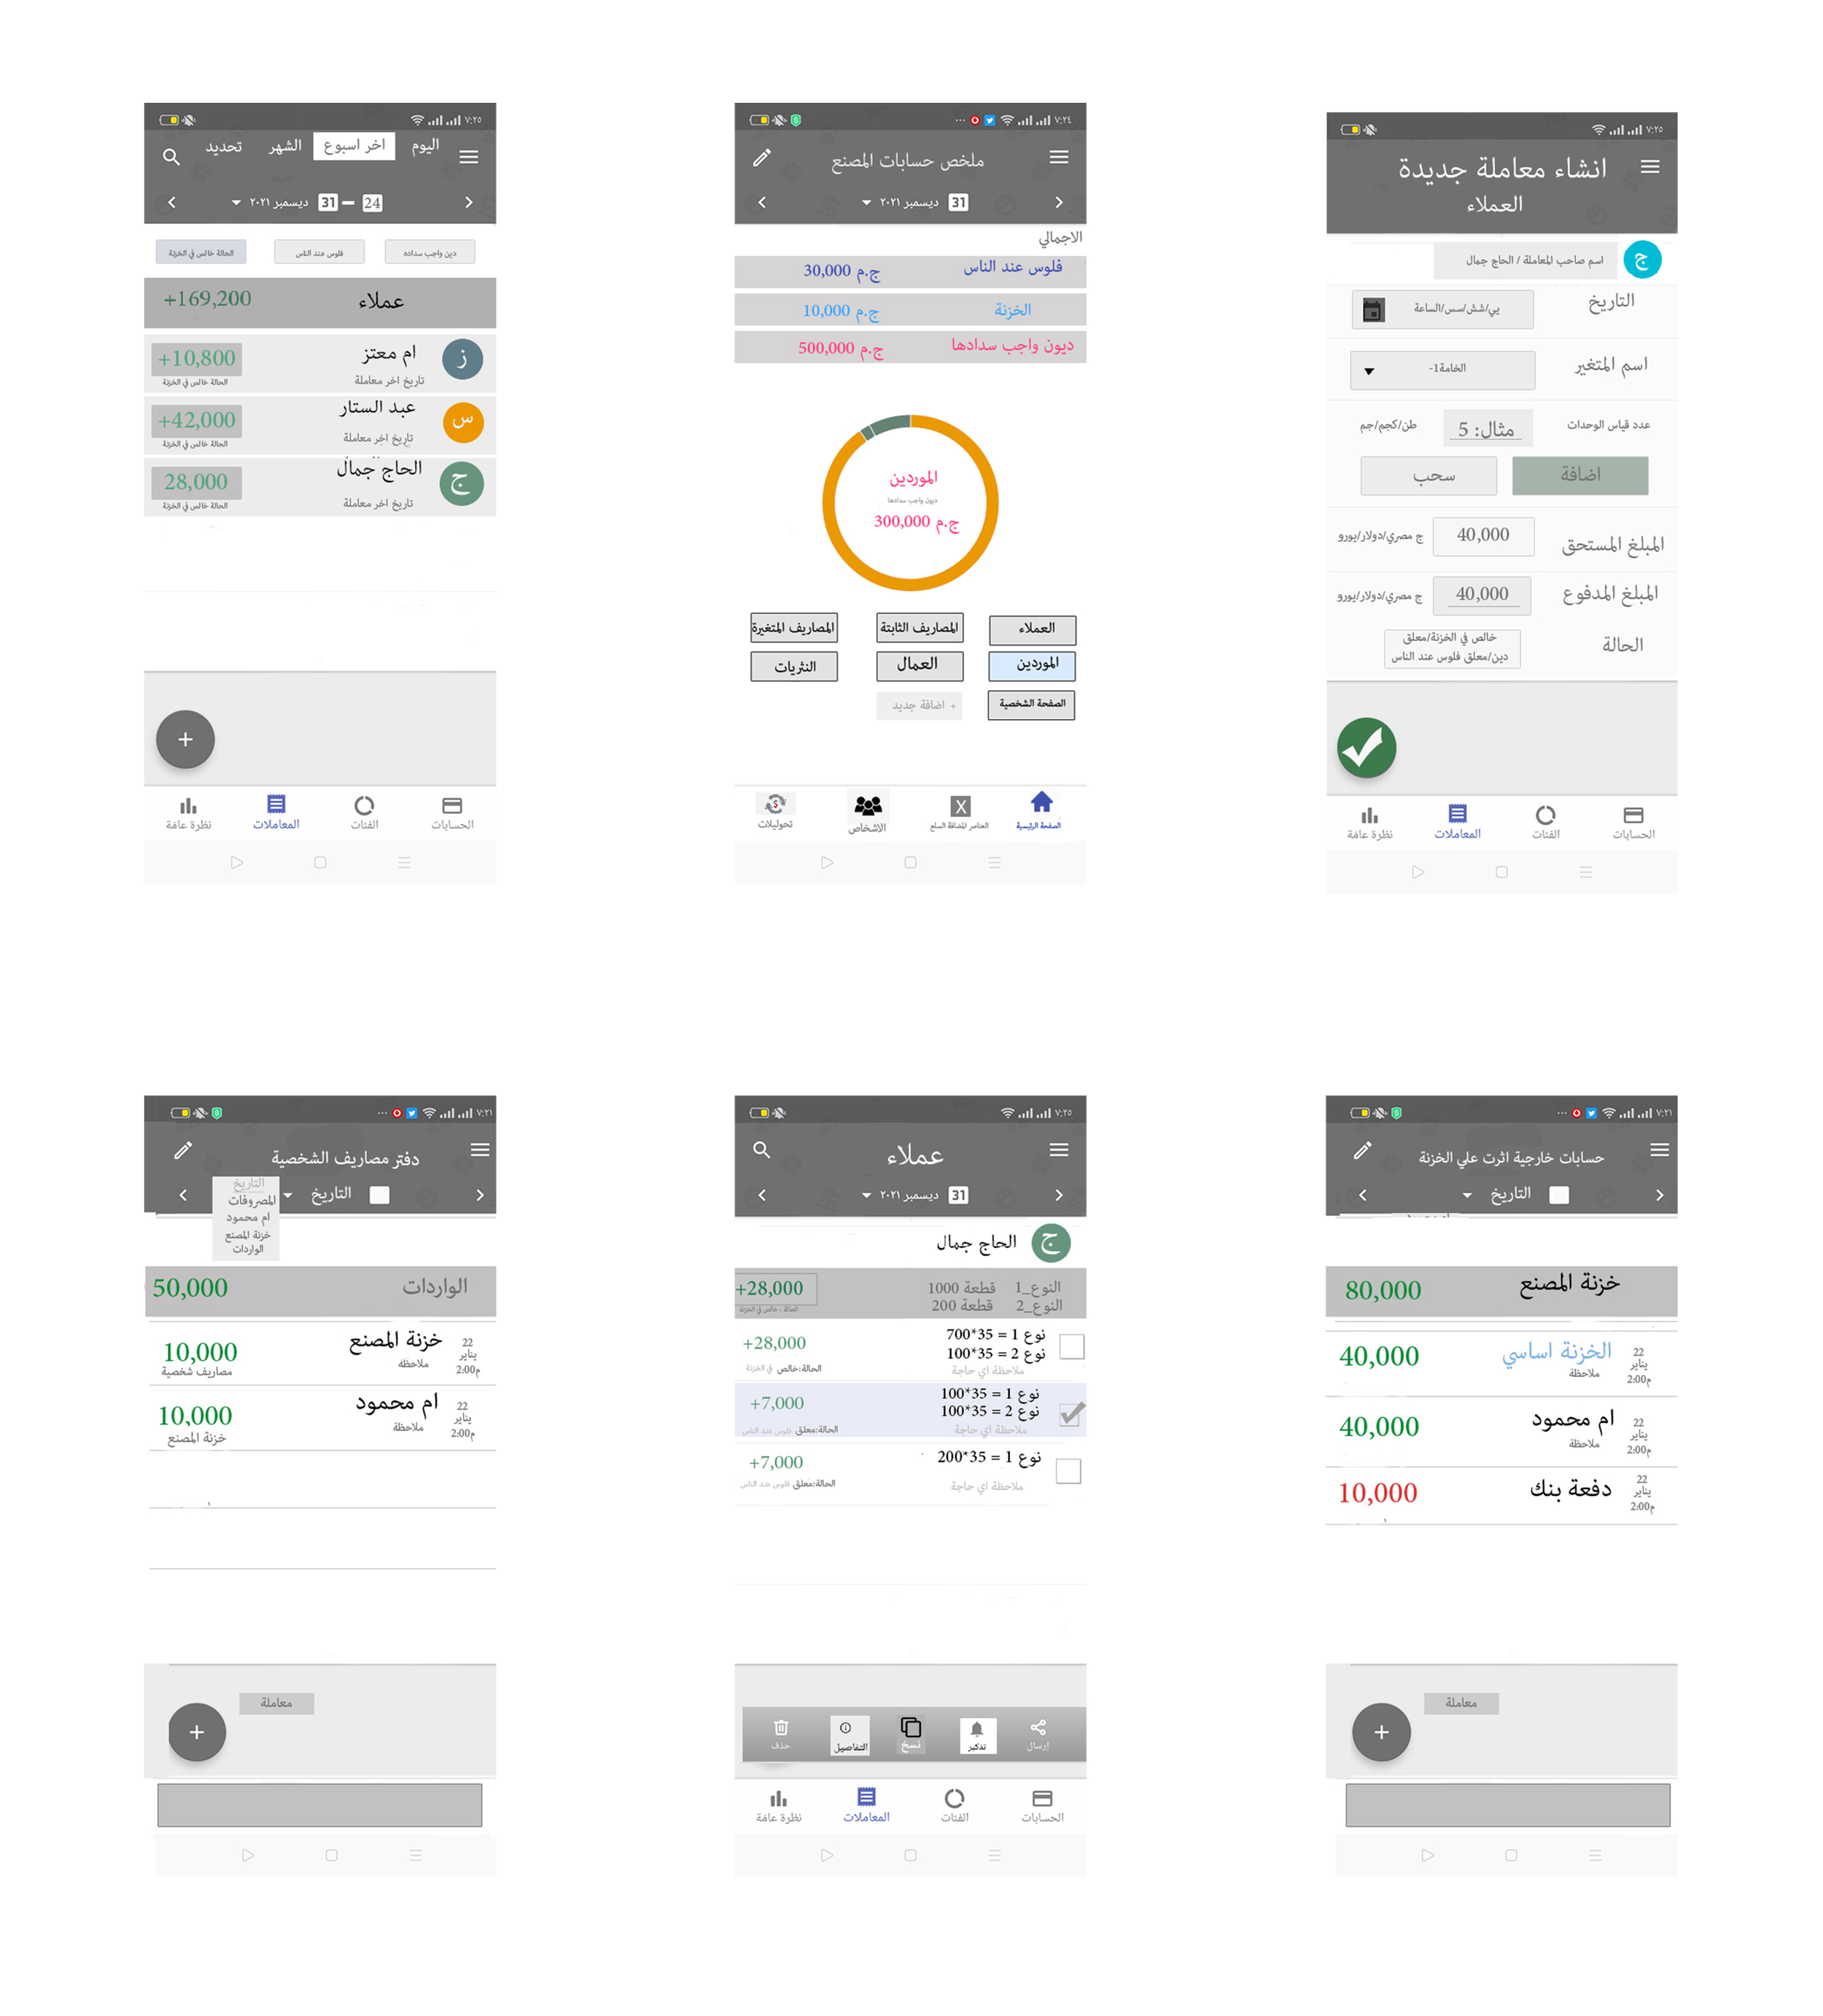 ٧:٢٥
اليوم
اخر اسبوع
الشهر
تحديد
24 – 31 ديسمبر ٢٠٢١
دين واجب سداده
فلوس عند الناس
الحالة خالص في الخزنة
عملاء
+169,200
ز
ام معتز
تاريخ اخر معاملة
+10,800
الحالة خالص في الخزنة
س
عبد الستار
تاريخ اخر معاملة
+42,000
الحالة خالص في الخزنة
ج
الحاج جمال
تاريخ اخر معاملة
28,000
الحالة خالص في الخزنة
+
الحسابات
الفئات
المعاملات
نظرة عامة
٧:٢٤
ملخص حسابات المصنع
31 ديسمبر ٢٠٢١
الاجمالي
فلوس عند الناس
ج.م 30,000
الخزنة
ج.م 10,000
ديون واجب سدادها
ج.م 500,000
الموردين
ديون واجب سدادها
ج.م 300,000
العملاء
المصاريف الثابتة
المصاريف المتغيرة
الموردين
العمال
النثريات
الصفحة الشخصية
+ اضافة جديد
الصفحة الرئيسية
العناصر المضافة السلع
الاشخاص
تحوليلات
٧:٢٥
انشاء معاملة جديدة
العملاء
ج
اسم صاحب المعاملة / الحاج جمال
التاريخ
يي/شش/سس/الساعة
اسم المتغير
الخامة1-
عدد قياس الوحدات
مثال: 5
طن/كجم/جم
اضافة
سحب
المبلغ المستحق
40,000
ج مصري/دولار/يورو
المبلغ المدفوع
40,000
ج مصري/دولار/يورو
الحالة
خالص في الخزنة/معلق
دين/معلق فلوس عند الناس
الحسابات
الفئات
المعاملات
نظرة عامة
٧:٢١
دفتر مصاريف الشخصية
التاريخ
التاريخ
المصروفات
ام محمود
خزنة المصنع
الواردات
الواردات
50,000
22
يناير
2:00م
خزنة المصنع
ملاحظة
10,000
مصاريف شخصية
22
يناير
2:00م
ام محمود
ملاحظة
10,000
خزنة المصنع
معاملة
+
٧:٢٥
عملاء
31 ديسمبر ٢٠٢١
ج
الحاج جمال
النوع_1 قطعة 1000
النوع_2 قطعة 200
+28,000
الحالة : خالص في الخزنة
نوع 1 = 35*700
نوع 2 = 35*100
ملاحظة اي حاجة
+28,000
الحالة:خالص في الخزنة
نوع 1 = 35*100
نوع 2 = 35*100
ملاحظة اي حاجة
+7,000
الحالة:معلق فلوس عند الناس
نوع 1 = 35*200
ملاحظة اي حاجة
+7,000
الحالة:معلق فلوس عند الناس
إرسال
تذكير
نسخ
التفاصيل
حذف
الحسابات
الفئات
المعاملات
نظرة عامة
٧:٢١
حسابات خارجية اثرت علي الخزنة
التاريخ
خزنة المصنع
80,000
22
يناير
2:00م
الخزنة اساسي
ملاحظة
40,000
22
يناير
2:00م
ام محمود
ملاحظة
40,000
22
يناير
2:00م
دفعة بنك
10,000
معاملة
+